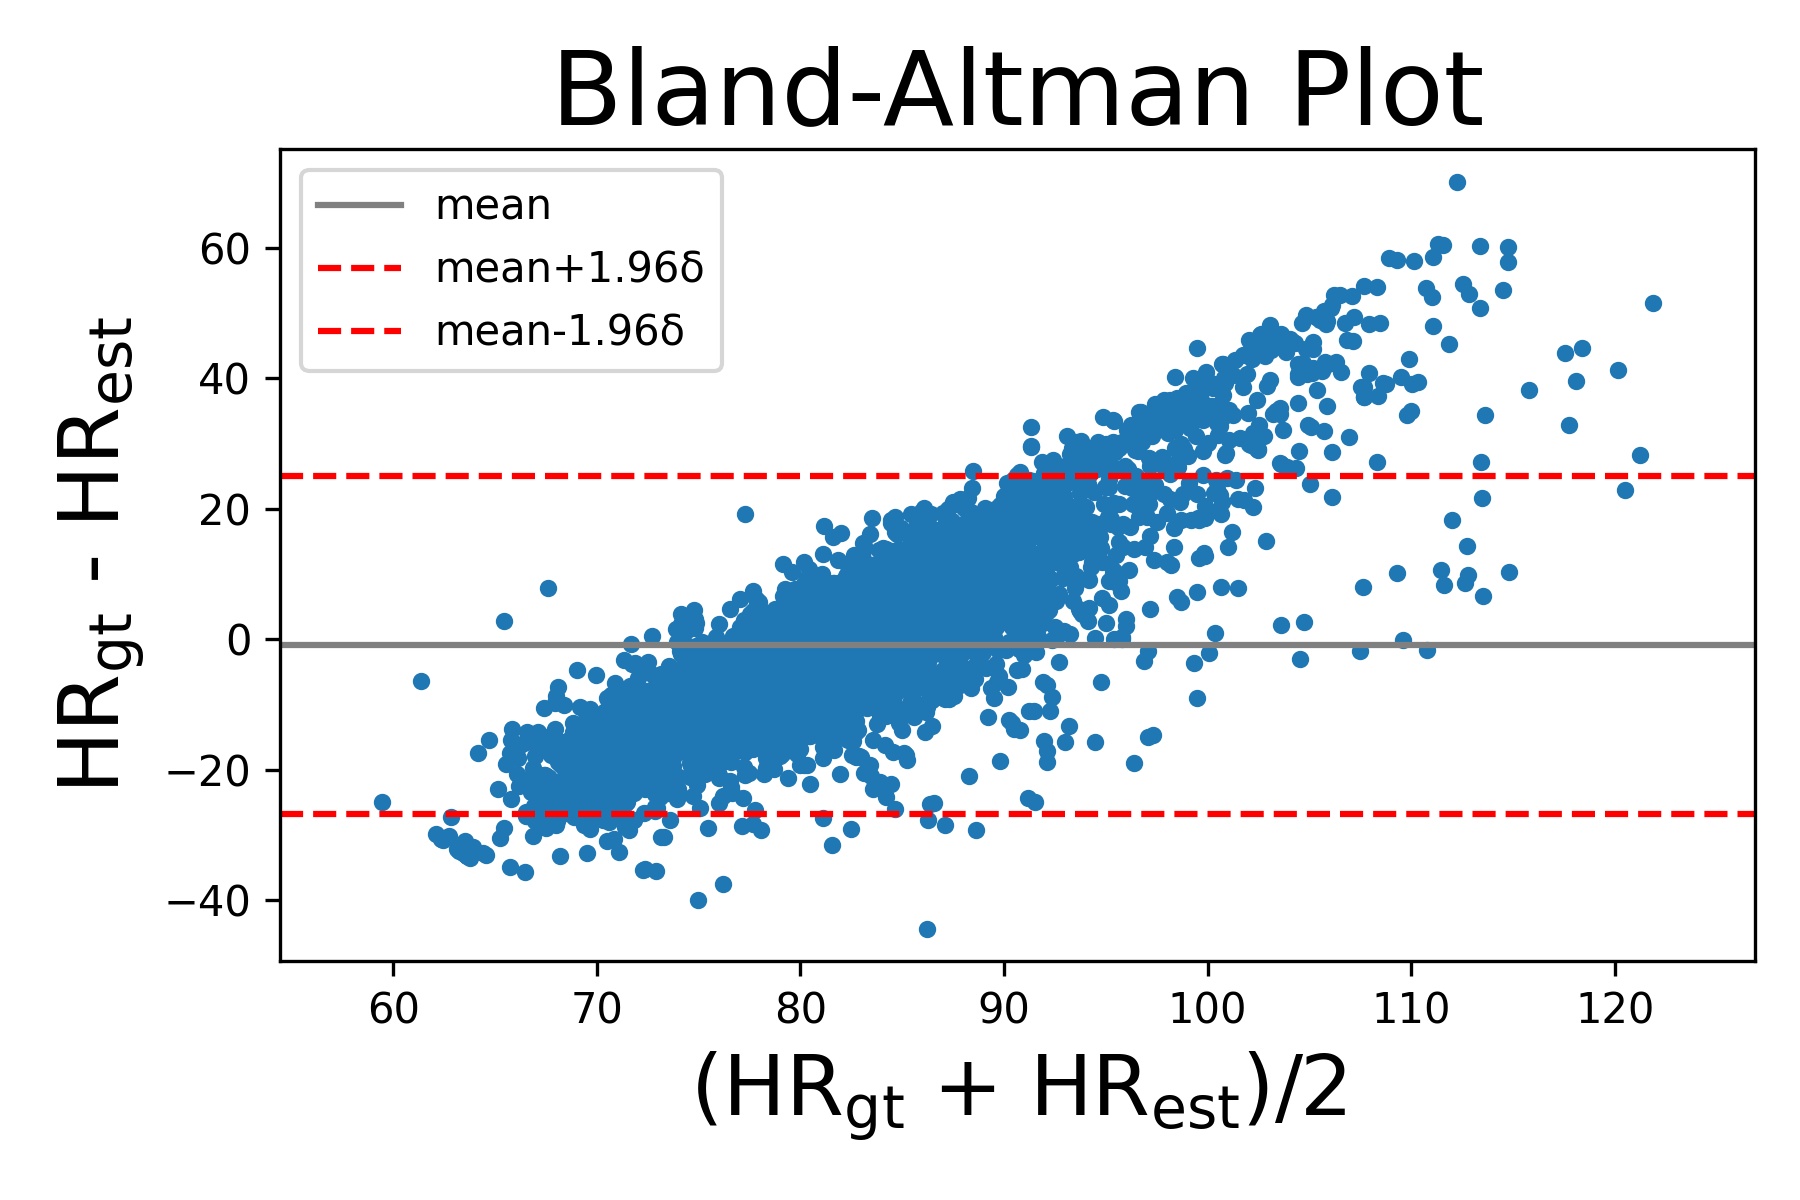 Bland-Altman Plot
mean
mean+1.96δ
mean-1.96δ
HRgt - HRest
60
40
20
0
−20
−40
60 70 80 90 100 110 120
(HRgt + HRest)/2